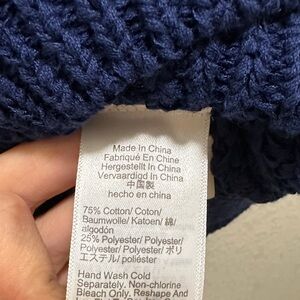 Made In China
Fabriqué En Chine
Hergestellt In China
Vervaardigd In China
中国製
hecho en china
75% Cotton/ Coton/
Baumwolle/ Katoen/ 綿/
algodón
25% Polyester/ Polyester/
Polyester/ Polyester/ ポリ
エステル/ poliéster
Hand Wash Cold
Separately. Non-chlorine
Bleach Only. Reshape And